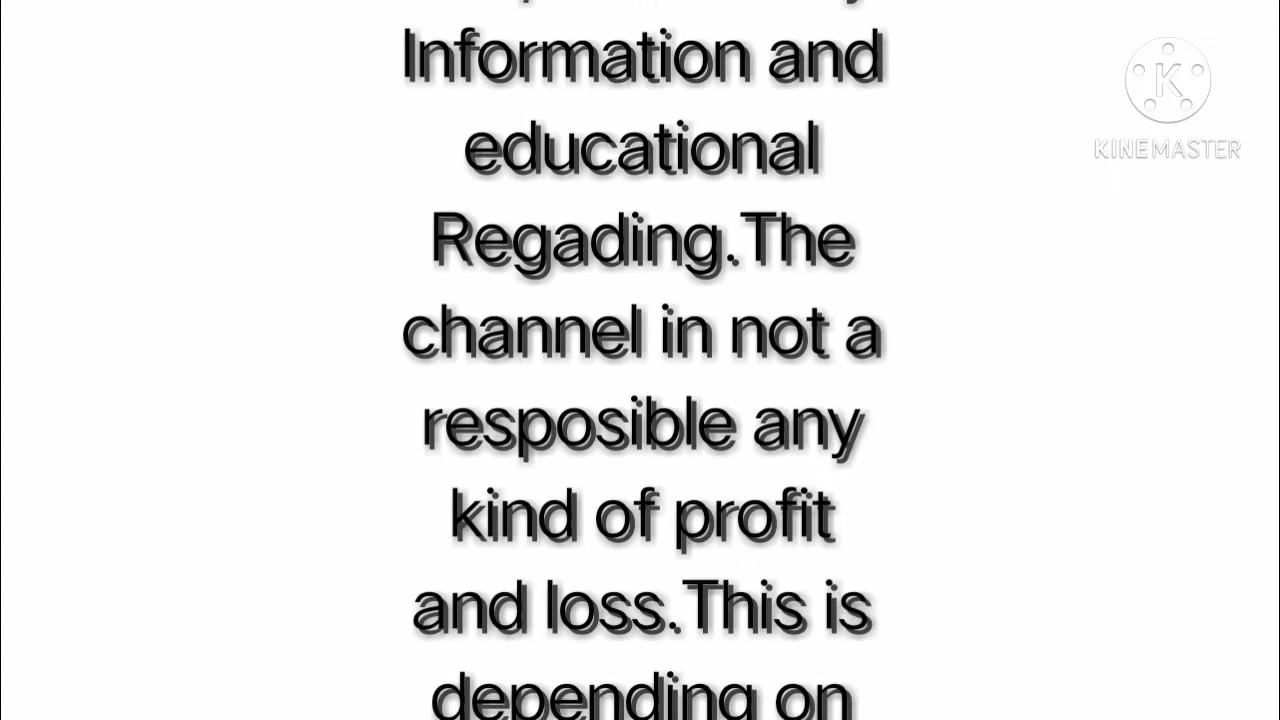 Information and
educational
Regading.The
channel in not a
resposible any
kind of profit
and loss.This is
depending on
K
KINEMASTER